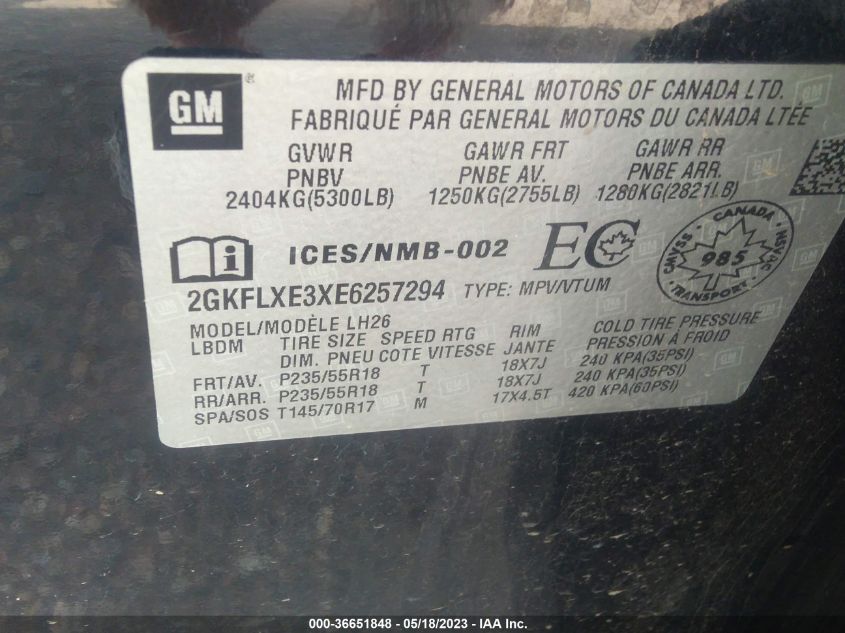 GM ®
MFD BY GENERAL MOTORS OF CANADA LTD.
FABRIQUÉ PAR GENERAL MOTORS DU CANADA LTEE
GVWR GAWR FRT GAWR RR
PNBV PNBE AV. PNBE ARR.
2404KG(5300LB) 1250KG(2755LB) 1280KG(2821LB)
i ICES/NMB-002 EC
CANADA
CMVSS 985 NSVAC
TRANSPORT
2GKFLXE3XE6257294 TYPE: MPV/VTUM
MODEL/MODÈLE LH26
LBDM TIRE SIZE SPEED RTG RIM COLD TIRE PRESSURE
DIM. PNEU COTE VITESSE JANTE PRESSION À FROID
FRT/AV. P235/55R18 T 18X7J 240 KPA(35PSI)
RR/ARR. P235/55R18 T 18X7J 240 KPA(35PSI)
SPA/SOS T145/70R17 M 17X4.5T 420 KPA(60PSI)
000-36651848 - 05/18/2023 - IAA Inc.